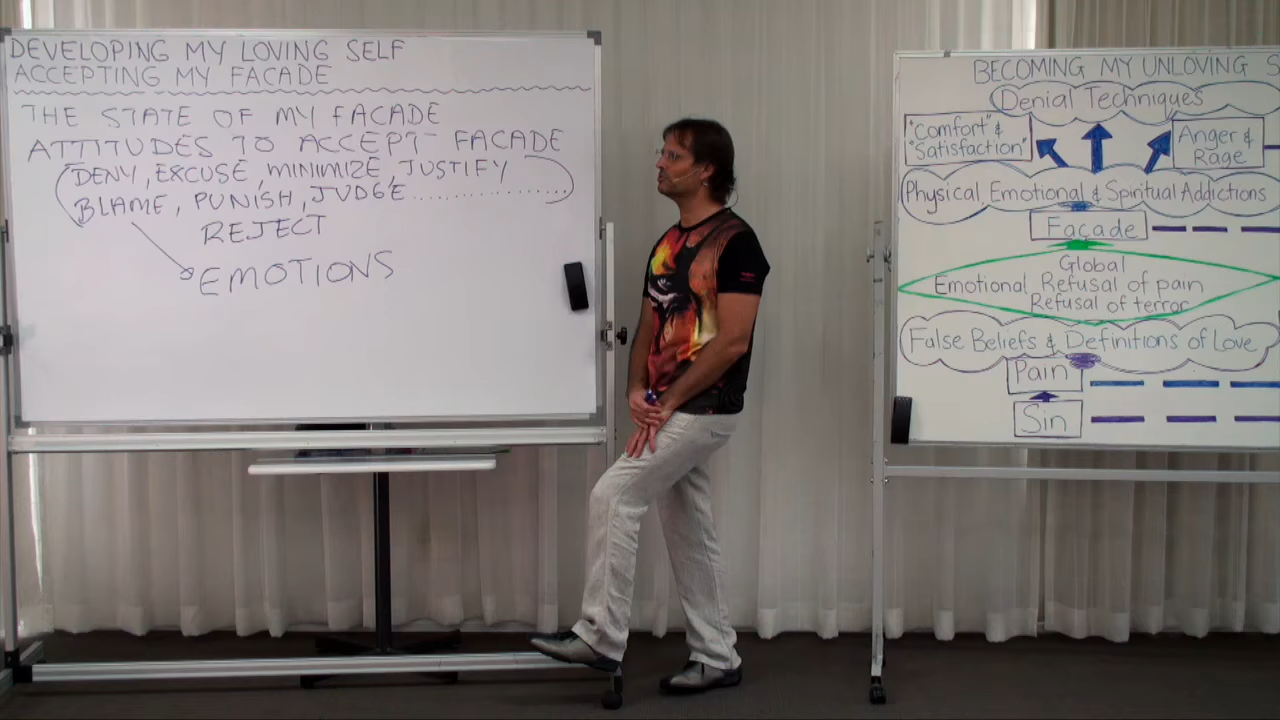 DEVELOPING MY LOVING SELF
ACCEPTING MY FACADE
THE STATE OF MY FACADE
ATTITUDES TO ACCEPT FACADE
(DENY, EXCUSE, MINIMIZE, JUSTIFY
BLAME, PUNISH, JUDGE ..............)
REJECT
EMOTIONS
BECOMING MY UNLOVING S
Denial Techniques
"Comfort" &
"Satisfaction"
Anger &
Rage
Physical Emotional & Spiritual Addictions
Façade
Global
Emotional Refusal of pain
Refusal of terror
False Beliefs & Definitions of Love
Pain
Sin